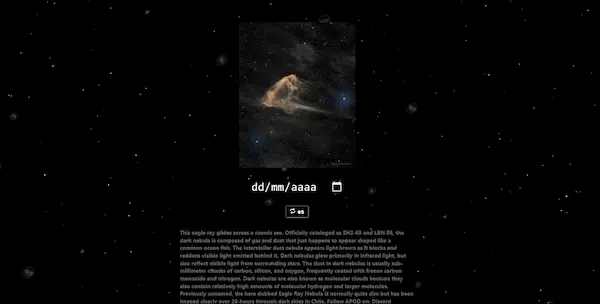 dd/mm/aaaa
es
This eagle ray glides across a cosmic sea. Officially cataloged as SH2-63 and LBN 86, the
dark nebula is composed of gas and dust that just happens to appear shaped like a
common ocean fish. The interstellar dust nebula appears light brown as it blocks and
reddens visible light emitted behind it. Dark nebulas glow primarily in infrared light, but
also reflect visible light from surrounding stars. The dust in dark nebulas is usually sub-
millimeter chunks of carbon, silicon, and oxygen, frequently coated with frozen carbon
monoxide and nitrogen. Dark nebulas are also known as molecular clouds because they
also contain relatively high amounts of molecular hydrogen and larger molecules.
Previously unnamed, the here dubbed Eagle Ray Nebula is normally quite dim but has been
imaged clearly over 20-hours through dark skies in Chile. Follow APOD on: Discord